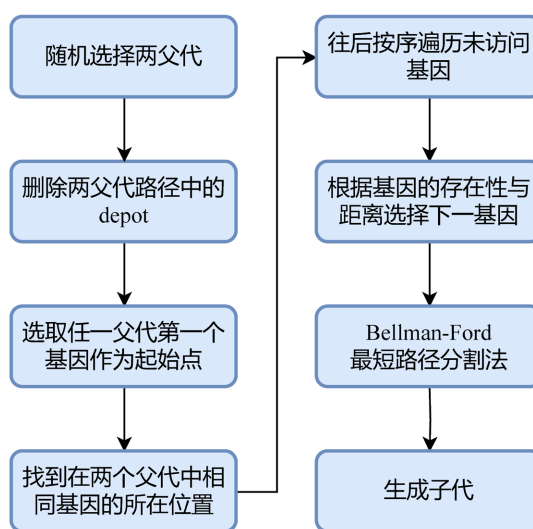 随机选择两父代
删除两父代路径中的
depot
选取任一父代第一个
基因作为起始点
找到在两个父代中相
同基因的所在位置
往后按序遍历未访问
基因
根据基因的存在性与
距离选择下一基因
Bellman-Ford
最短路径分割法
生成子代